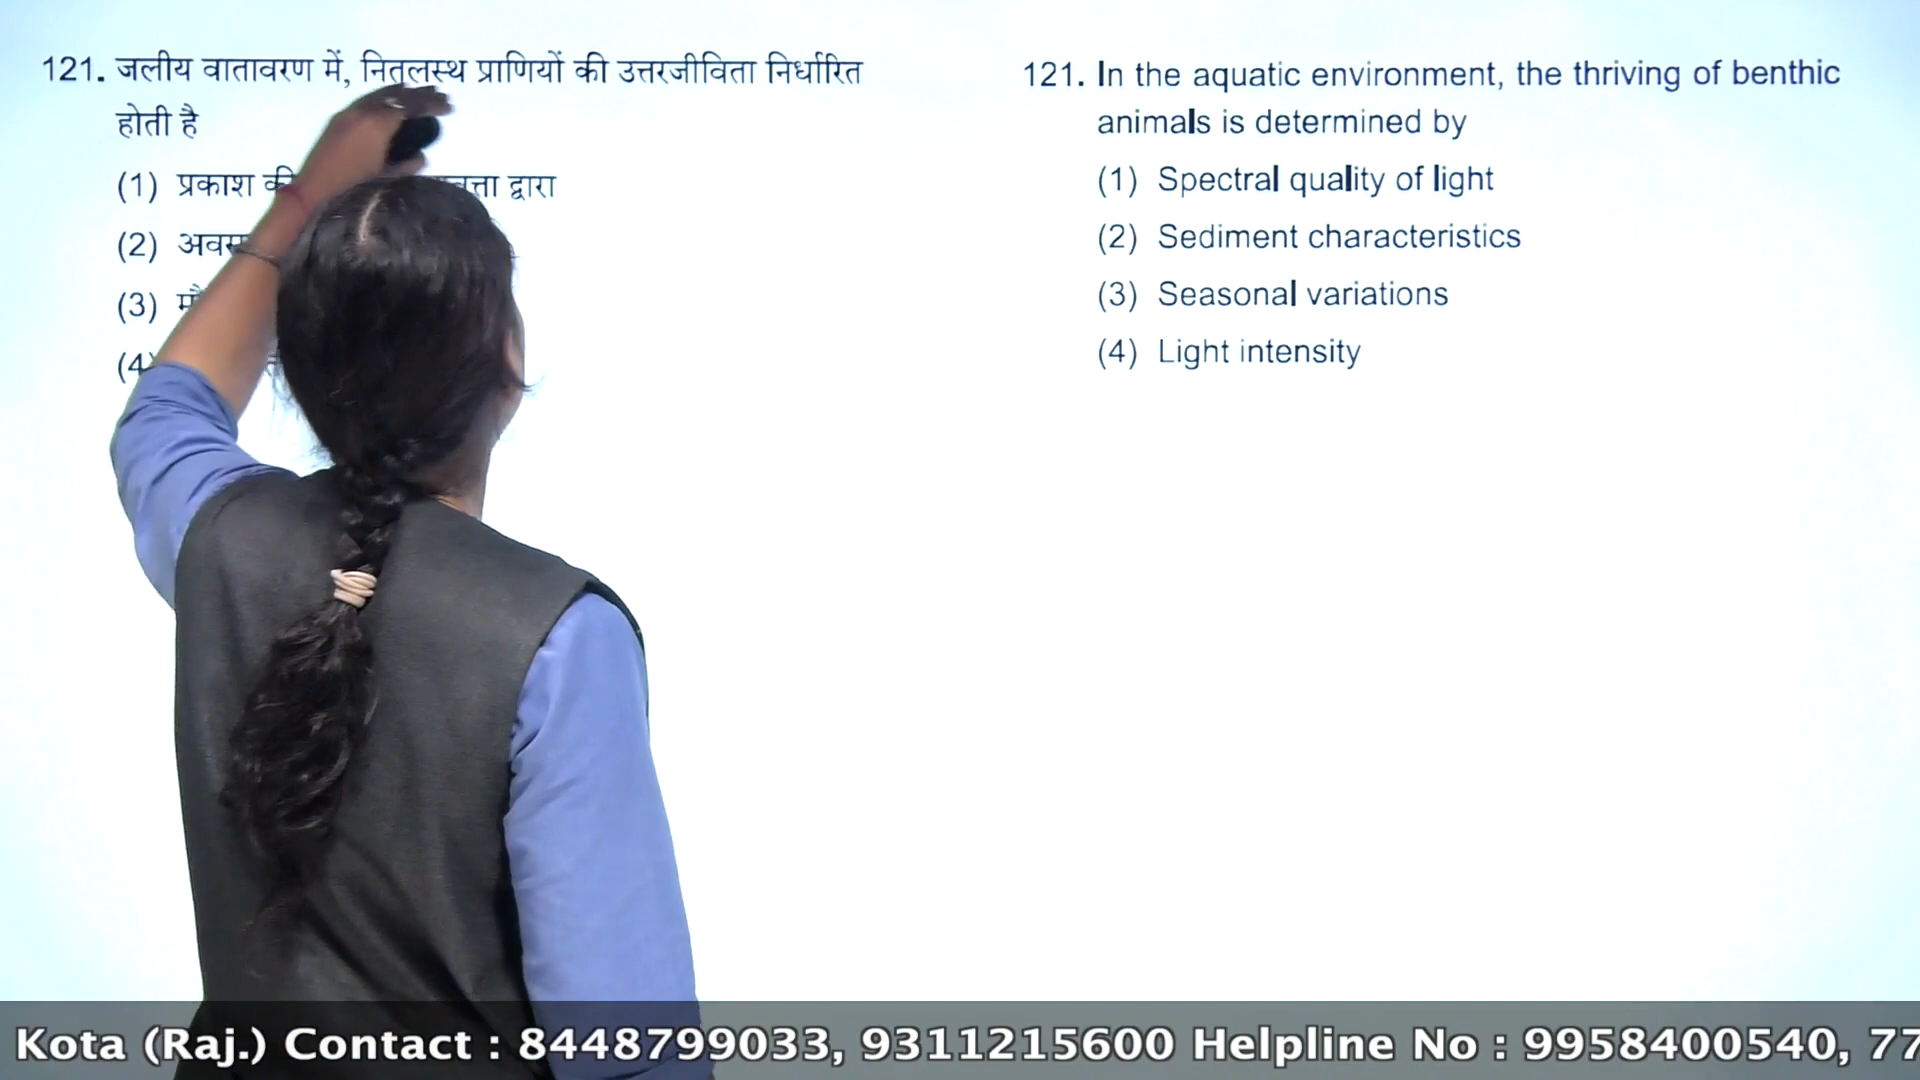 121. जलीय वातावरण में, नितलस्थ प्राणियों की उत्तरजीविता निर्धारित
होती है
(1) प्रकाश की द्वारा
(2)
(3)
(4)
121. In the aquatic environment, the thriving of benthic
animals is determined by
(1) Spectral quality of light
(2) Sediment characteristics
(3) Seasonal variations
(4) Light intensity
Kota (Raj.) Contact : 8448799033, 9311215600 Helpline No : 9958400540, 77